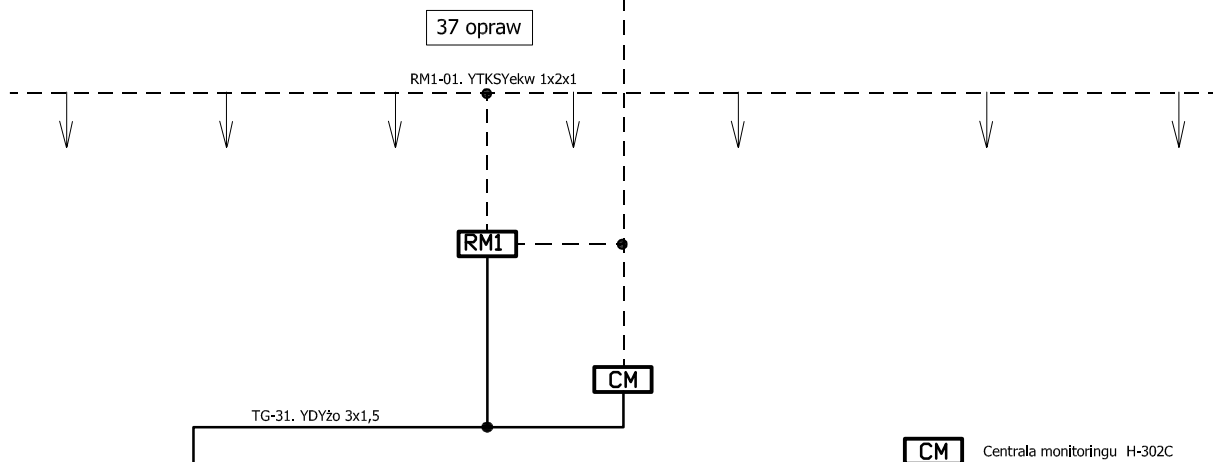 37 opraw
RM1-01. YTKSYekw 1x2x1
RM1
CM
TG-31. YDYżo 3x1,5
CM Centrala monitoringu H-302C